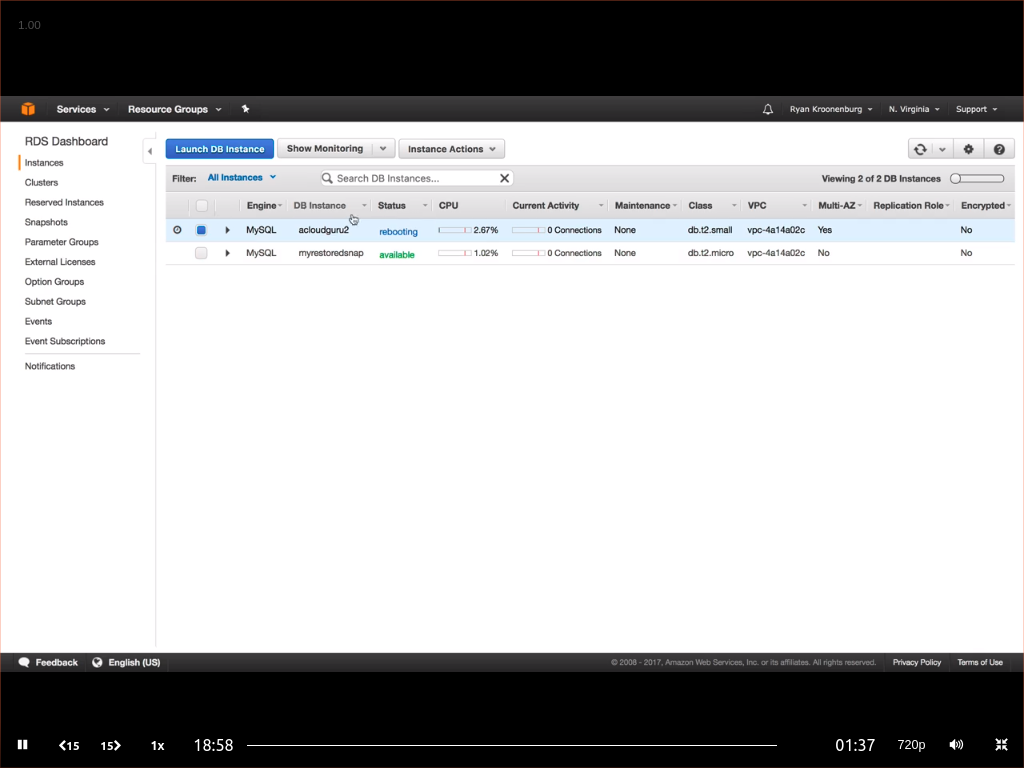 1.00
Services Resource Groups Ryan Kroonenburg N. Virginia Support
RDS Dashboard
Instances
Clusters
Reserved Instances
Snapshots
Parameter Groups
External Licenses
Option Groups
Subnet Groups
Events
Event Subscriptions
Notifications
Launch DB Instance Show Monitoring Instance Actions
Filter: All Instances Search DB Instances... Viewing 2 of 2 DB Instances
Engine DB Instance Status CPU Current Activity Maintenance Class VPC Multi-AZ Replication Role Encrypted
MySQL acloudguru2 rebooting 2.67% 0 Connections None db.t2.small vpc-4a14a02c Yes No
MySQL myrestoredsnap available 1.02% 0 Connections None db.t2.micro vpc-4a14a02c No No
Feedback English (US) © 2008 - 2017, Amazon Web Services, Inc. or its affiliates. All rights reserved. Privacy Policy Terms of Use
15 15 1x 18:58 01:37 720p